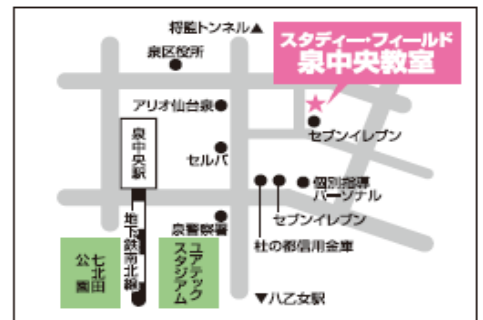 将監トンネル▲
スタディー・フィールド
泉中央教室
泉区役所
アリオ仙台泉
セブンイレブン
泉中央駅
セルバ
個別指導
パーソナル
セブンイレブン
地下鉄南北線
泉警察署
杜の都信用金庫
七北田
公園
ユアテック
スタジアム
▼八乙女駅